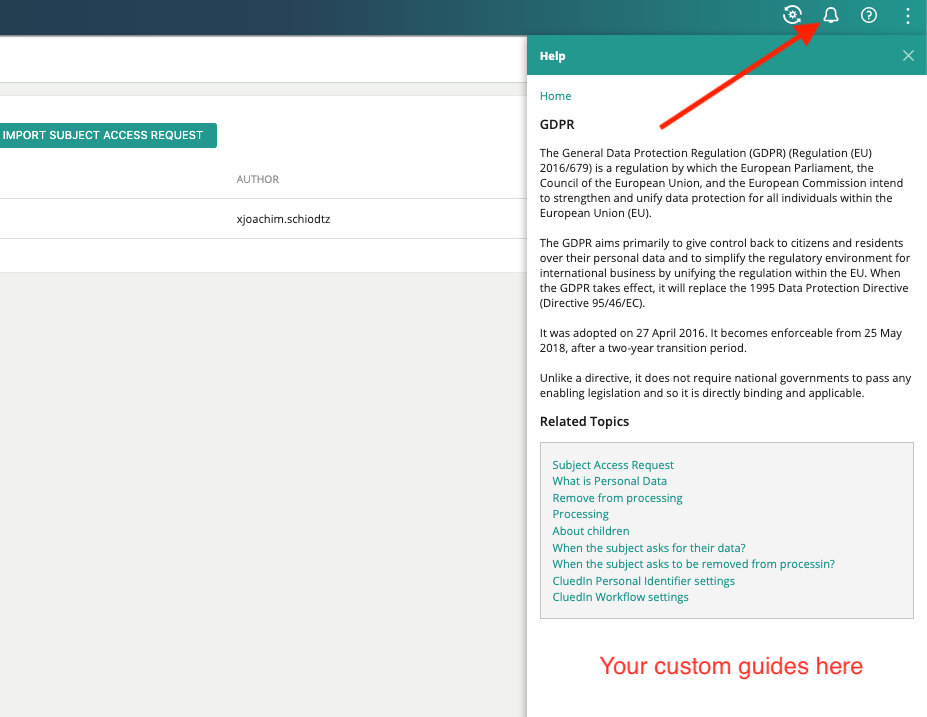 Help
IMPORT SUBJECT ACCESS REQUEST
AUTHOR
xjoachim.schiodtz
Home
GDPR
The General Data Protection Regulation (GDPR) (Regulation (EU)
2016/679) is a regulation by which the European Parliament, the
Council of the European Union, and the European Commission intend
to strengthen and unify data protection for all individuals within the
European Union (EU).
The GDPR aims primarily to give control back to citizens and residents
over their personal data and to simplify the regulatory environment for
international business by unifying the regulation within the EU. When
the GDPR takes effect, it will replace the 1995 Data Protection Directive
(Directive 95/46/EC).
It was adopted on 27 April 2016. It becomes enforceable from 25 May
2018, after a two-year transition period.
Unlike a directive, it does not require national governments to pass any
enabling legislation and so it is directly binding and applicable.
Related Topics
Subject Access Request
What is Personal Data
Remove from processing
Processing
About children
When the subject asks for their data?
When the subject asks to be removed from processin?
CluedIn Personal Identifier settings
CluedIn Workflow settings
Your custom guides here